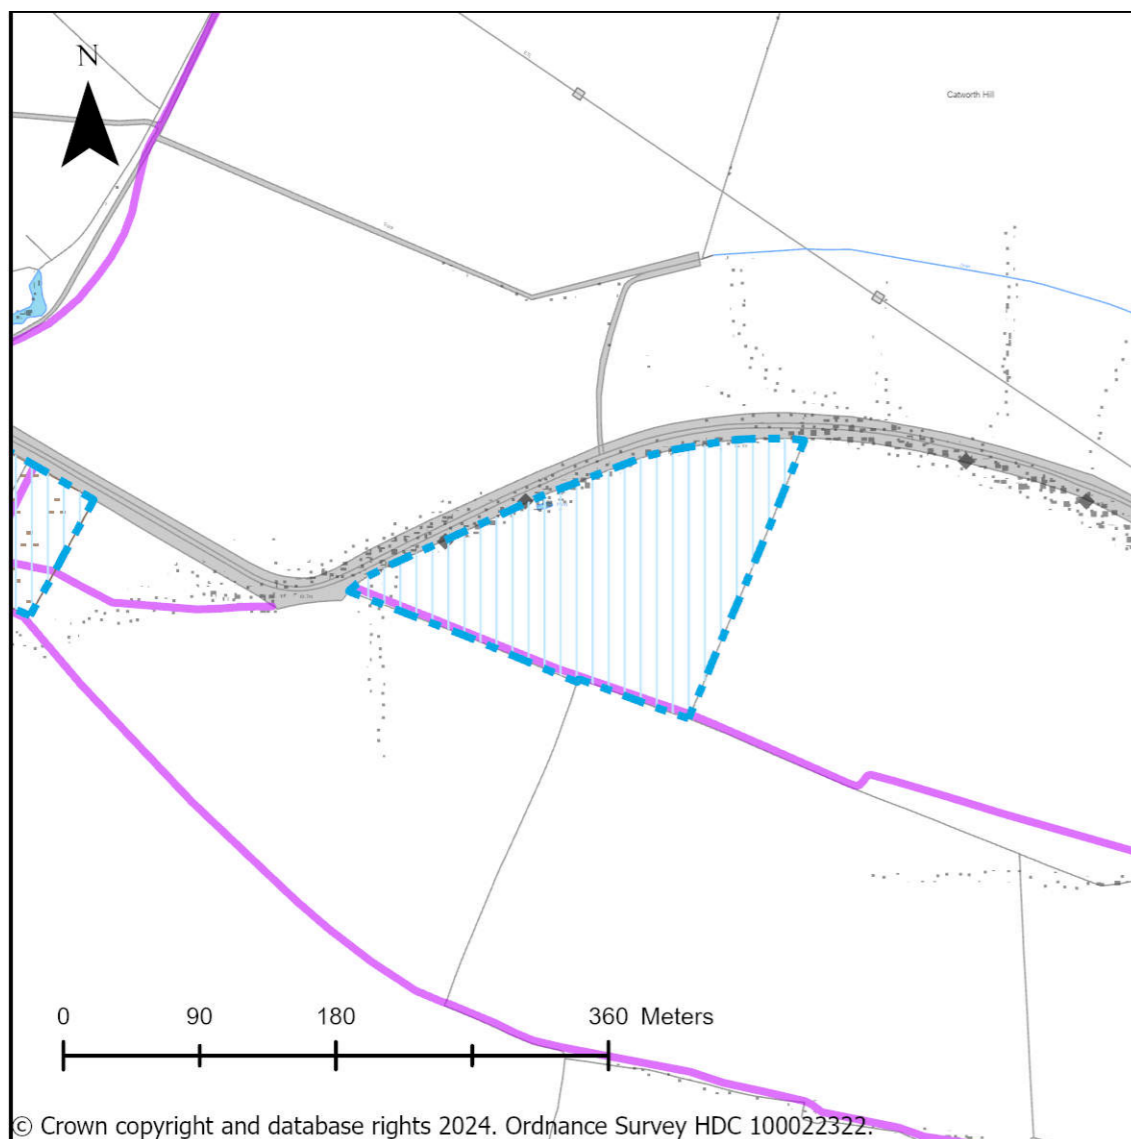 N
Catworth Hill
0 90 180 360 Meters
© Crown copyright and database rights 2024. Ordnance Survey HDC 100022322.